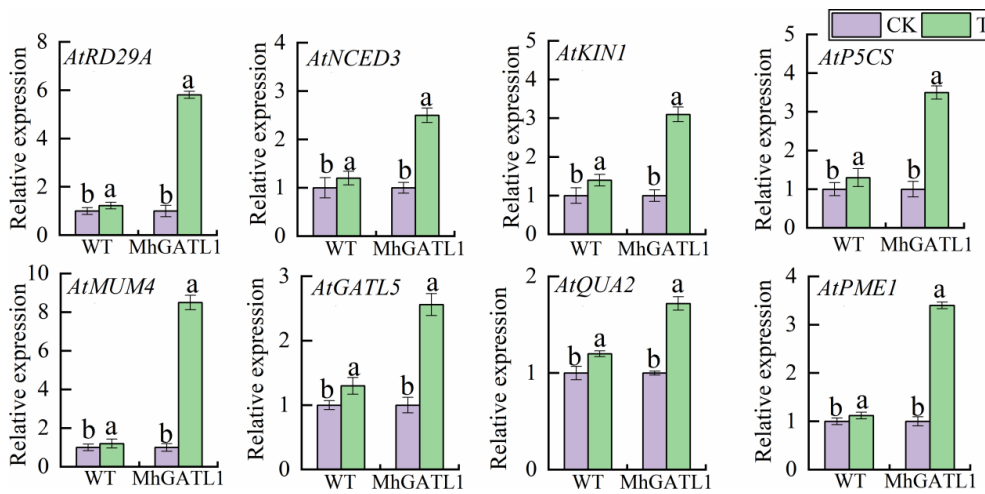 CK T
AtRD29A
Relative expression
8
6
4
2
0
b a b a
WT MhGATL1
AtNCED3
Relative expression
4
3
2
1
0
b a b a
WT MhGATL1
AtKIN1
Relative expression
5
4
3
2
1
0
b a b a
WT MhGATL1
AtP5CS
Relative expression
5
4
3
2
1
0
b a b a
WT MhGATL1
AtMUM4
Relative expression
10
8
6
4
2
0
b a b a
WT MhGATL1
AtGATL5
Relative expression
3
2
1
0
b a b a
WT MhGATL1
AtQUA2
Relative expression
2
1
0
b a b a
WT MhGATL1
AtPME1
Relative expression
4
3
2
1
0
b a b a
WT MhGATL1